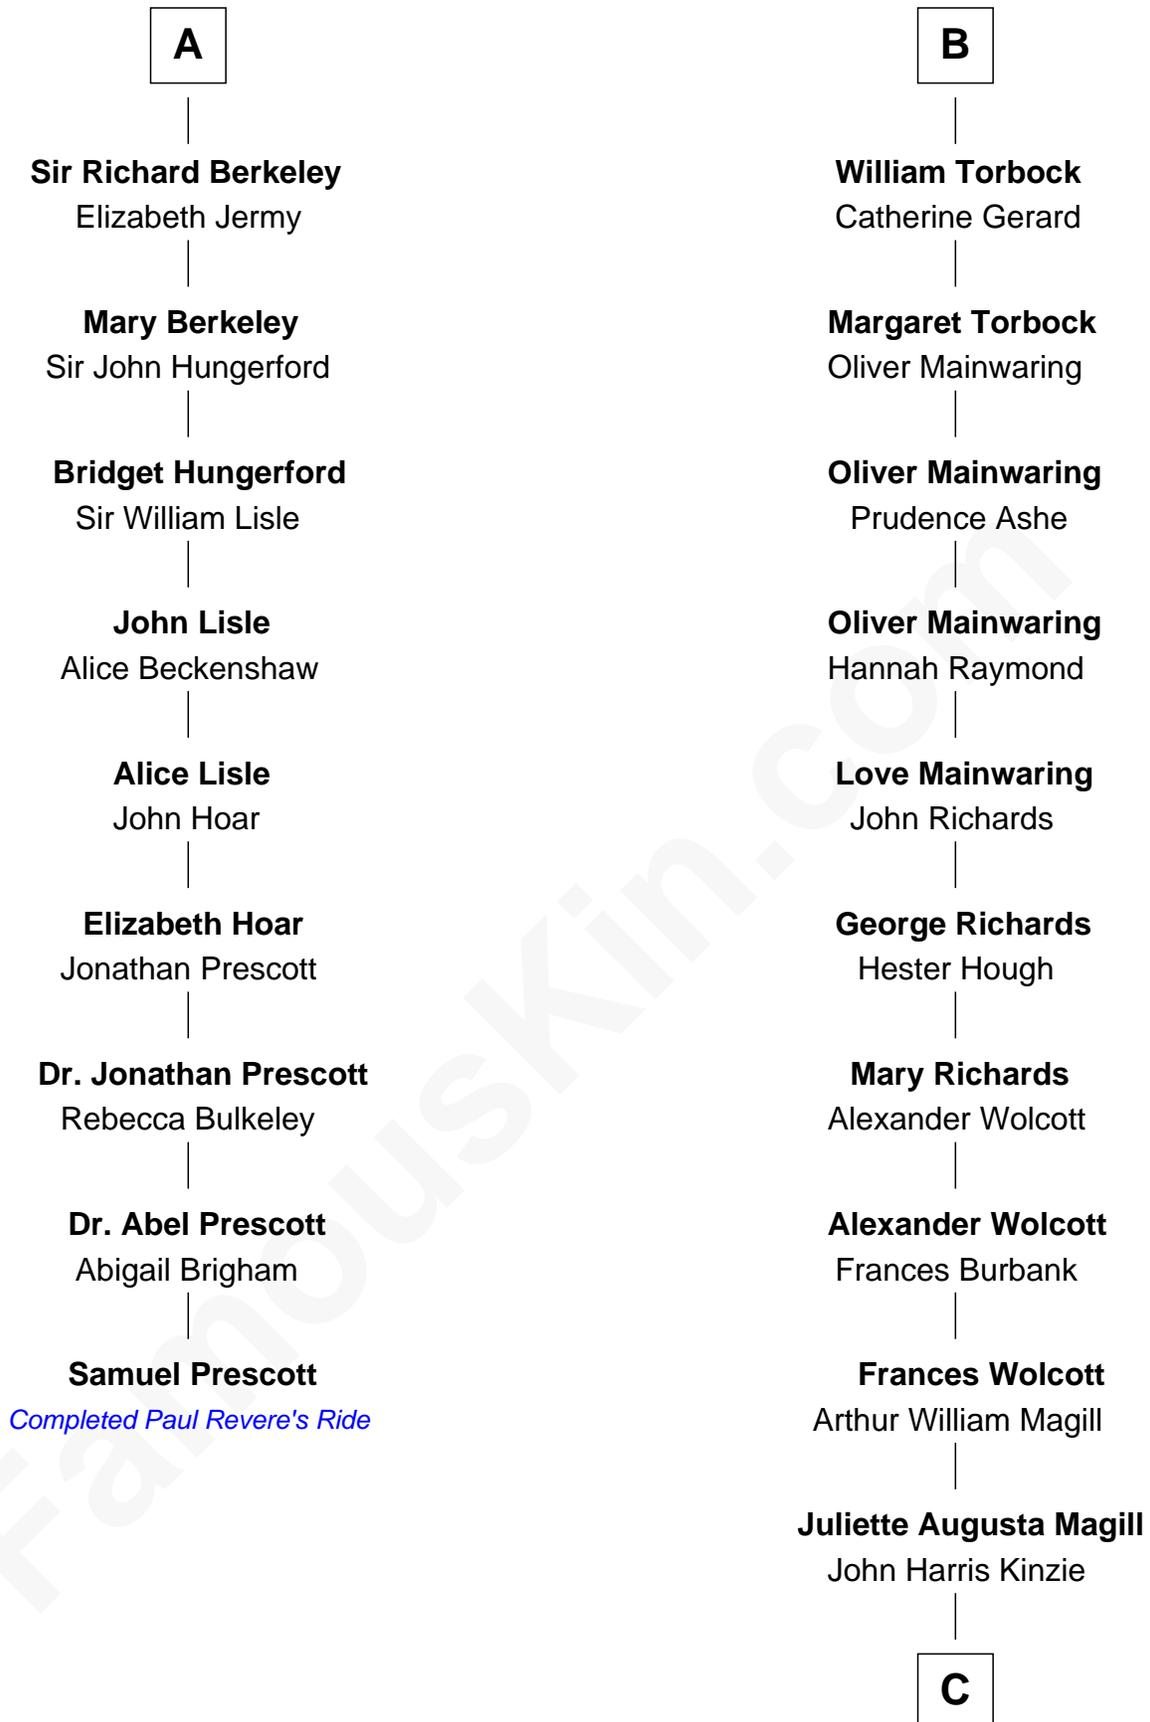 A
Sir Richard Berkeley
Elizabeth Jermy
Mary Berkeley
Sir John Hungerford
Bridget Hungerford
Sir William Lisle
John Lisle
Alice Beckenshaw
Alice Lisle
John Hoar
Elizabeth Hoar
Jonathan Prescott
Dr. Jonathan Prescott
Rebecca Bulkeley
Dr. Abel Prescott
Abigail Brigham
Samuel Prescott
Completed Paul Revere's Ride
B
William Torbock
Catherine Gerard
Margaret Torbock
Oliver Mainwaring
Oliver Mainwaring
Prudence Ashe
Oliver Mainwaring
Hannah Raymond
Love Mainwaring
John Richards
George Richards
Hester Hough
Mary Richards
Alexander Wolcott
Alexander Wolcott
Frances Burbank
Frances Wolcott
Arthur William Magill
Juliette Augusta Magill
John Harris Kinzie
C
FamousKin.com